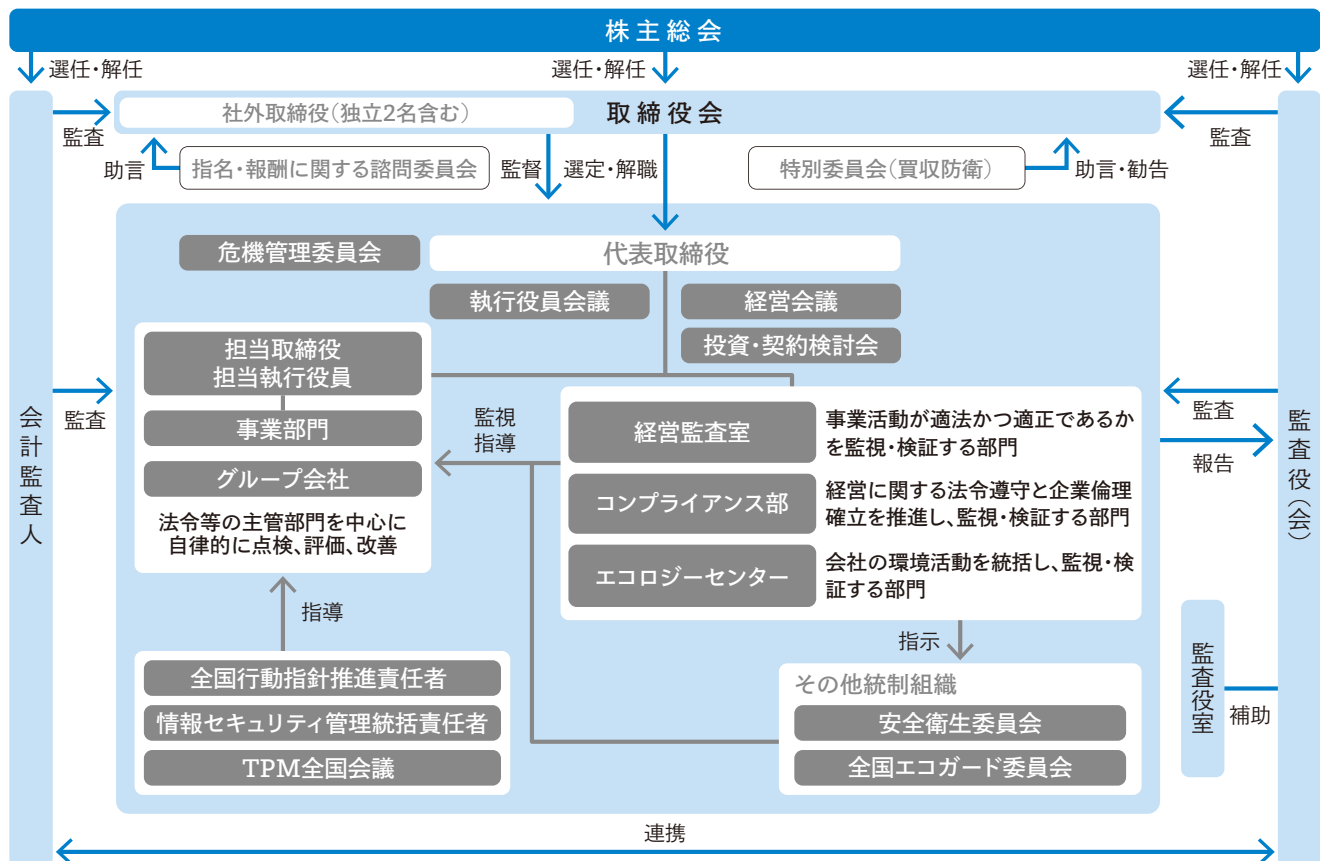 株主総会
選任・解任
選任・解任
選任・解任
社外取締役(独立2名含む)
取締役会
監査
監査
助言
指名・報酬に関する諮問委員会
監督
選定・解職
特別委員会(買収防衛)
助言・勧告
危機管理委員会
代表取締役
執行役員会議
経営会議
投資・契約検討会
担当取締役
担当執行役員
事業部門
グループ会社
法令等の主管部門を中心に
自律的に点検、評価、改善
会計監査人
監査
監視
指導
経営監査室
事業活動が適法かつ適正であるか
を監視・検証する部門
コンプライアンス部
経営に関する法令遵守と企業倫理
確立を推進し、監視・検証する部門
エコロジーセンター
会社の環境活動を統括し、監視・検
証する部門
監査
報告
監査役(会)
指導
指示
全国行動指針推進責任者
情報セキュリティ管理統括責任者
TPM全国会議
その他統制組織
安全衛生委員会
全国エコガード委員会
監査役室
補助
連携